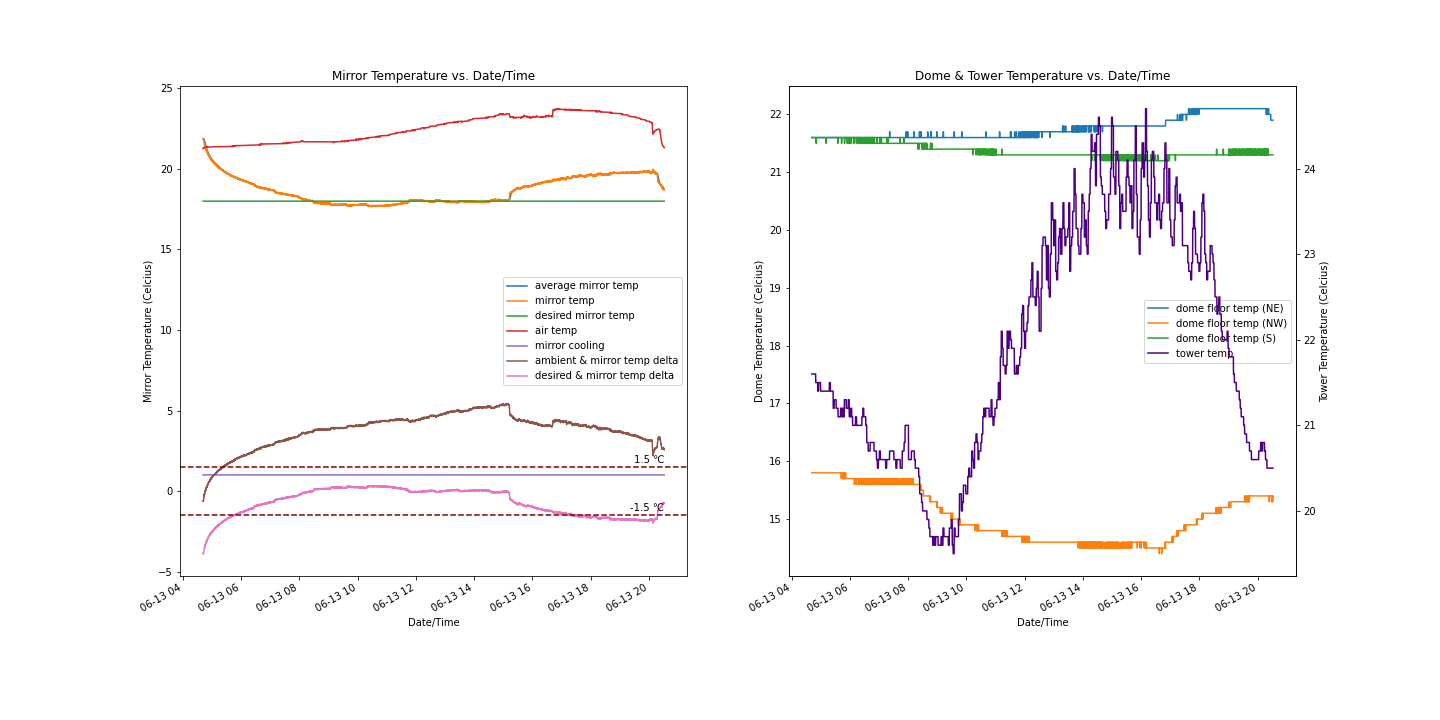 Mirror Temperature vs. Date/Time
25
20
15
10
5
0
−5
Mirror Temperature (Celcius)
average mirror temp
mirror temp
desired mirror temp
air temp
mirror cooling
ambient & mirror temp delta
desired & mirror temp delta
1.5 °C
-1.5 °C
06-13 04
06-13 06
06-13 08
06-13 10
06-13 12
06-13 14
06-13 16
06-13 18
06-13 20
Date/Time
Dome & Tower Temperature vs. Date/Time
22
21
20
19
18
17
16
15
Dome Temperature (Celcius)
dome floor temp (NE)
dome floor temp (NW)
dome floor temp (S)
tower temp
24
23
22
21
20
Tower Temperature (Celcius)
06-13 04
06-13 06
06-13 08
06-13 10
06-13 12
06-13 14
06-13 16
06-13 18
06-13 20
Date/Time